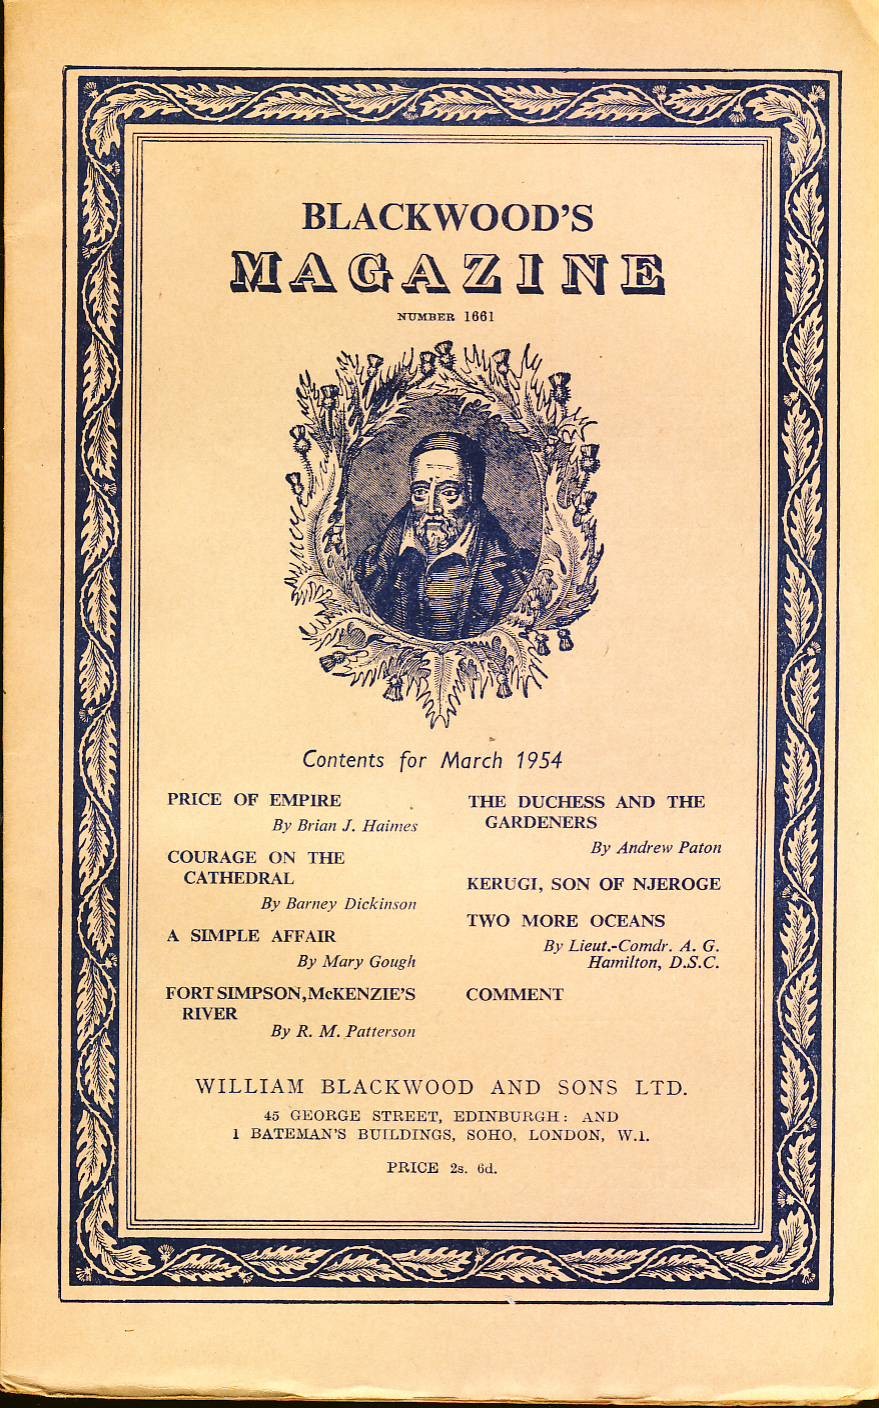 BLACKWOOD'S
MAGAZINE
NUMBER 1661
Contents for March 1954
PRICE OF EMPIRE
By Brian J. Haimes
COURAGE ON THE
CATHEDRAL
By Barney Dickinson
A SIMPLE AFFAIR
By Mary Gough
FORT SIMPSON, McKENZIE'S
RIVER
By R. M. Patterson
THE DUCHESS AND THE
GARDENERS
By Andrew Paton
KERUGI, SON OF NJEROGE
TWO MORE OCEANS
By Lieut.-Comdr. A. G.
Hamilton, D.S.C.
COMMENT
WILLIAM BLACKWOOD AND SONS LTD.
45 GEORGE STREET, EDINBURGH: AND
1 BATEMAN'S BUILDINGS, SOHO, LONDON, W.1.
PRICE 2s. 6d.